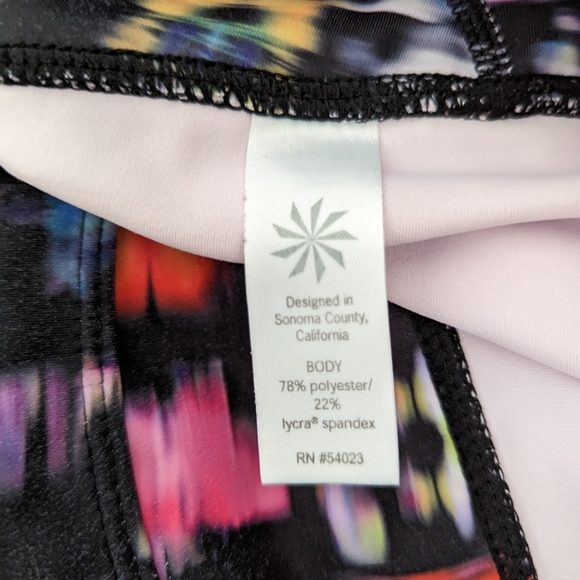 Designed in
Sonoma County,
California
BODY
78% polyester/
22%
lycra® spandex
RN #54023